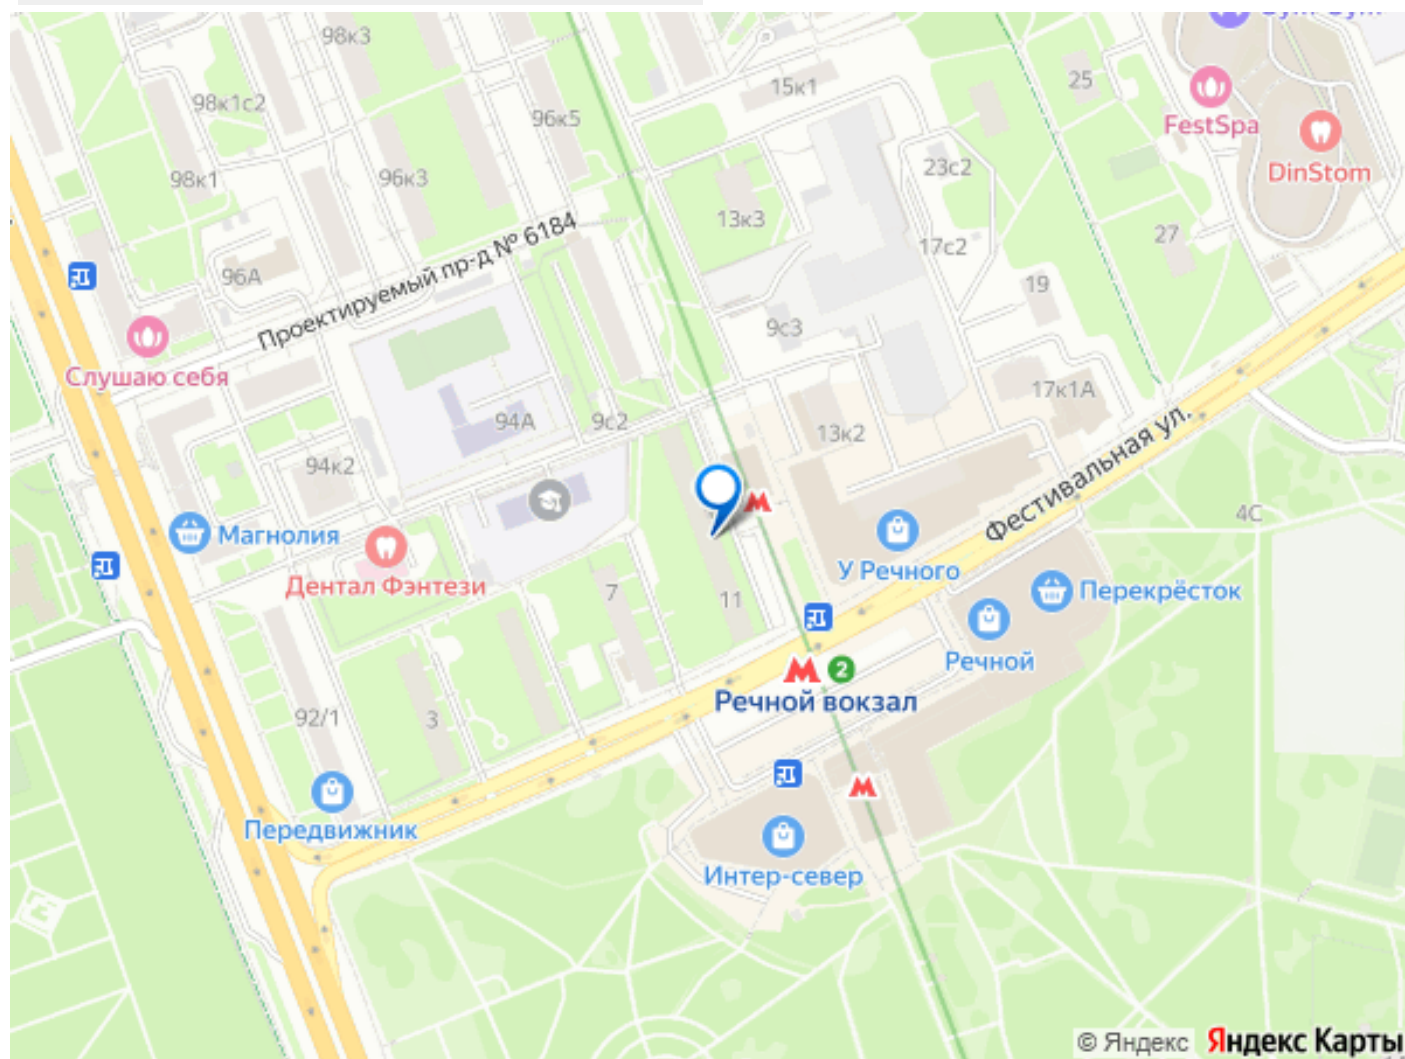 98к3
98к1с2
15к1
25
FestSpa
96к5
DinStom
98к1
96к3
23с2
13к3
Проектируемый пр-д № 6184
17с2
27
96А
19
9с3
Слушаю себя
17к1А
94А
9с2
13к2
94к2
Фестивальная ул.
4С
Магнолия
У Речного
Дентал Фэнтези
7
11
Перекрёсток
Речной
2
Речной вокзал
92/1
3
Передвижник
Интер-север
© Яндекс Яндекс Карты